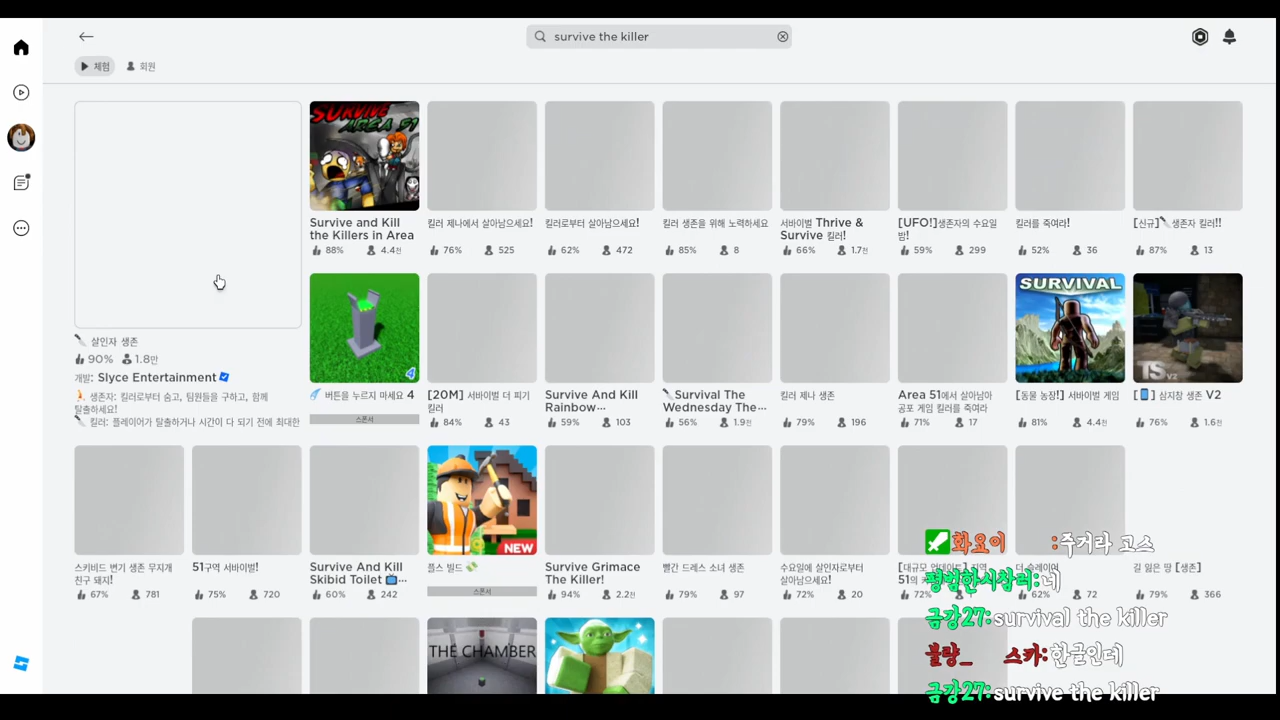 survive the killer
체험
회원
SURVIVE
AREA 51
Survive and Kill
the Killers in Area
88% 4.4천
킬러 제나에서 살아남으세요!
76% 525
킬러로부터 살아남으세요!
62% 472
킬러 생존을 위해 노력하세요
85% 8
서바이벌 Thrive &
Survive 킬러!
66% 1.7천
[UFO!]생존자의 수요일
밤!
59% 299
킬러를 죽여라!
52% 36
[신규]🔪생존자 킬러!!
87% 13
🔪 살인자 생존
90% 1.8만
개발: Slyce Entertainment
🏃 생존자: 킬러로부터 숨고, 팀원들을 구하고, 함께
탈출하세요!
🔪 킬러: 플레이어가 탈출하거나 시간이 다 되기 전에 최대한
4
버튼을 누르지 마세요 4
스폰서
[20M] 서바이벌 더 피기
킬러
84% 43
Survive And Kill
Rainbow…
59% 103
🔪Survival The
Wednesday The…
56% 1.9천
킬러 제나 생존
79% 196
Area 51에서 살아남아
공포 게임 킬러를 죽여라
71% 17
SURVIVAL
[동물 농장!] 서바이벌 게임
81% 4.4천
TS V2
[📱] 삼지창 생존 V2
76% 1.6천
스키비드 변기 생존 무지개
친구 돼지!
67% 781
51구역 서바이벌!
75% 720
Survive And Kill
Skibid Toilet 📺…
60% 242
NEW
플스 빌드 💸
스폰서
Survive Grimace
The Killer!
94% 2.2천
빨간 드레스 소녀 생존
79% 97
수요일에 살인자로부터
살아남으세요!
72% 20
72%
62% 72
길 잃은 땅 [생존]
79% 366
THE CHAMBER
화요이 :주거라 고스
평범한시참러:네
금강27:survival the killer
불량_ 스카:한글인데
금강27:survive the killer